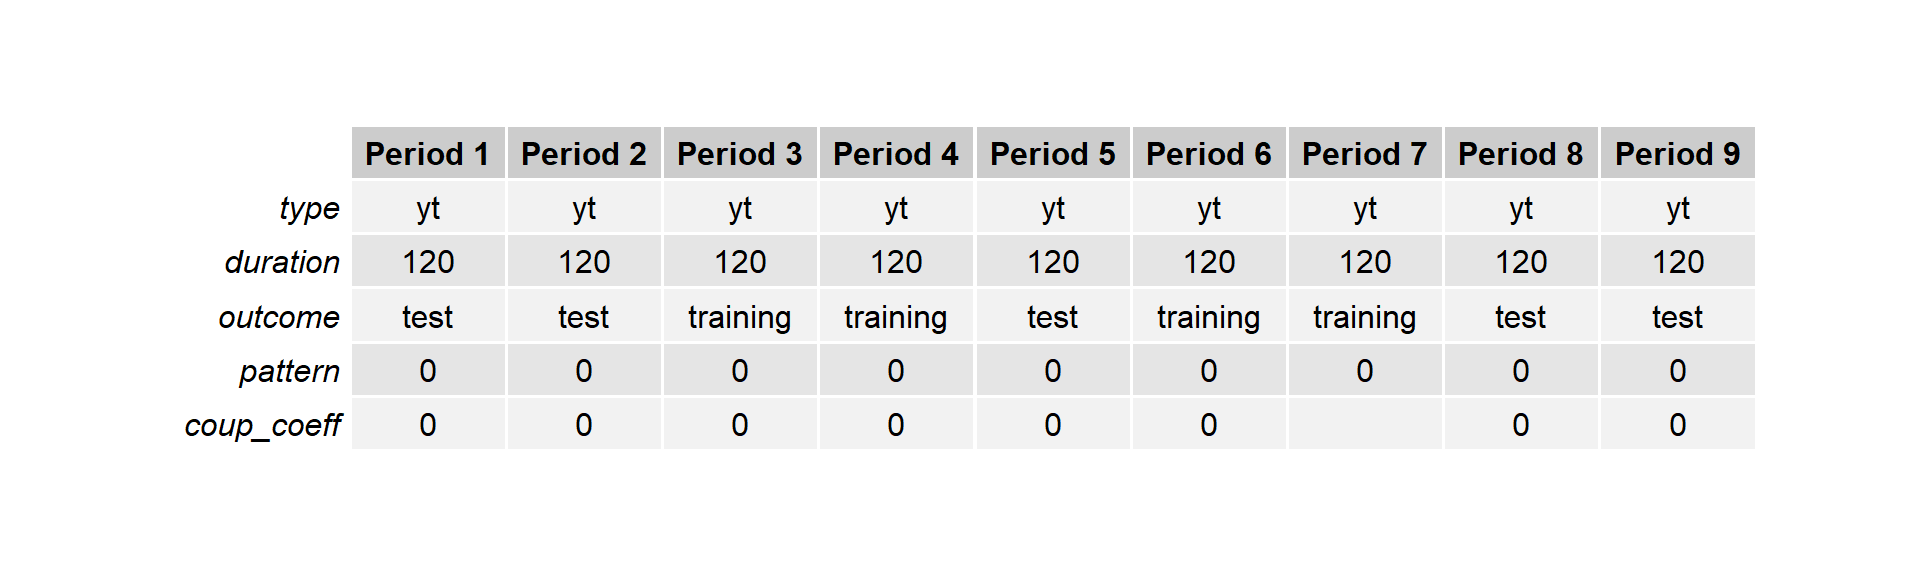 Period 1 Period 2 Period 3 Period 4 Period 5 Period 6 Period 7 Period 8 Period 9
type yt yt yt yt yt yt yt yt yt
duration 120 120 120 120 120 120 120 120 120
outcome test test training training test training training test test
pattern 0 0 0 0 0 0 0 0 0
coup_coeff 0 0 0 0 0 0 0 0